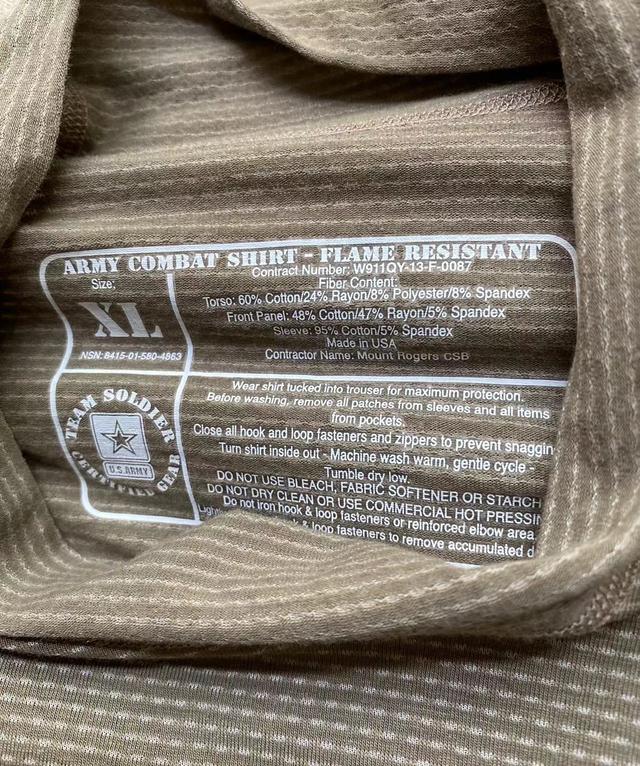 ARMY COMBAT SHIRT - FLAME RESISTANT
Size:
XL
NSN: 8415-01-580-4863
Contract Number: W911QY-13-F-0087
Fiber Content:
Torso: 60% Cotton/24% Rayon/8% Polyester/8% Spandex
Front Panel: 48% Cotton/47% Rayon/5% Spandex
Sleeve: 95% Cotton/5% Spandex
Made in USA
Contractor Name: Mount Rogers CSB
TEAM SOLDIER
U.S.ARMY
CERTIFIED GEAR
Wear shirt tucked into trouser for maximum protection.
Before washing, remove all patches from sleeves and all items
from pockets.
Close all hook and loop fasteners and zippers to prevent snaggin
Turn shirt inside out - Machine wash warm, gentle cycle -
Tumble dry low.
DO NOT USE BLEACH, FABRIC SOFTENER OR STARCH
DO NOT DRY CLEAN OR USE COMMERCIAL HOT PRESSIN
Do not iron hook & loop fasteners or reinforced elbow area
& loop fasteners to remove accumulated d